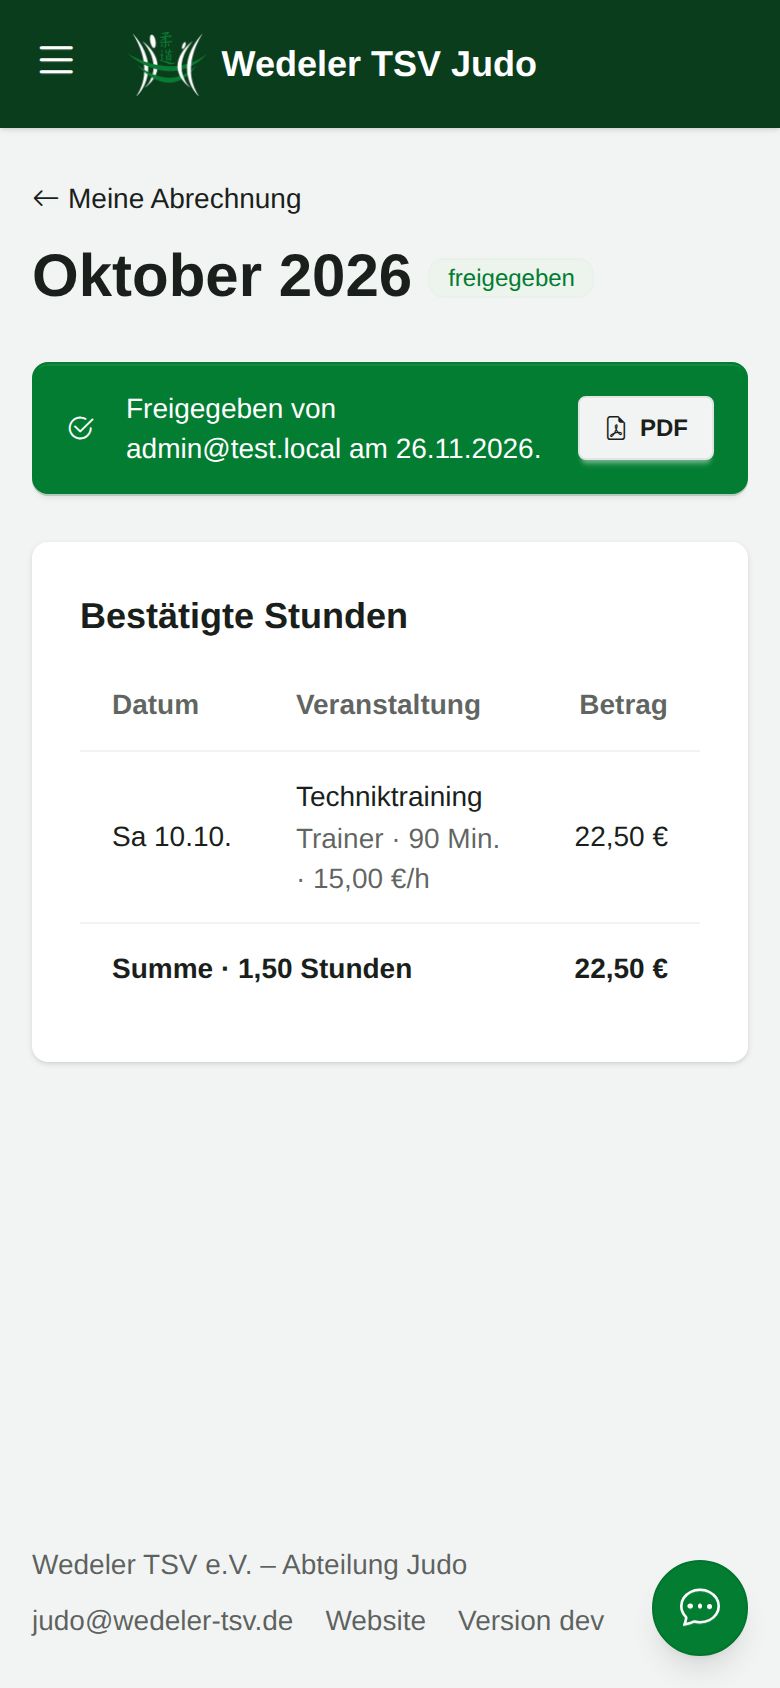 柔道
Wedeler TSV Judo
← Meine Abrechnung
Oktober 2026 freigegeben
Freigegeben von
admin@test.local am 26.11.2026.
PDF
Bestätigte Stunden
Datum Veranstaltung Betrag
Sa 10.10. Techniktraining 22,50 €
Trainer · 90 Min.
· 15,00 €/h
Summe · 1,50 Stunden 22,50 €
Wedeler TSV e.V. – Abteilung Judo
judo@wedeler-tsv.de Website Version dev